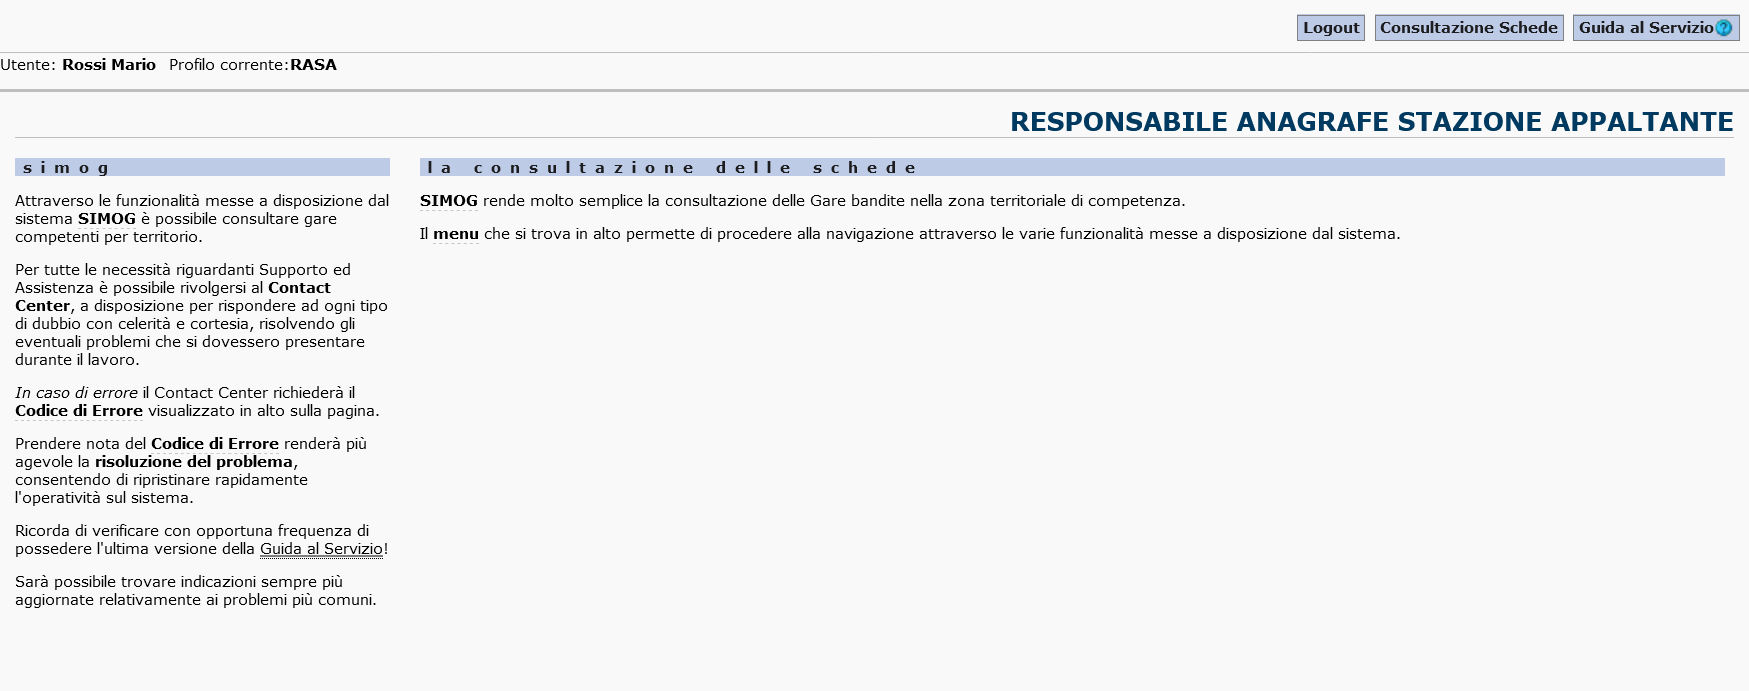 Logout Consultazione Schede Guida al Servizio
Utente: Rossi Mario Profilo corrente:RASA
RESPONSABILE ANAGRAFE STAZIONE APPALTANTE
simog
Attraverso le funzionalità messe a disposizione dal
sistema SIMOG è possibile consultare gare
competenti per territorio.
Per tutte le necessità riguardanti Supporto ed
Assistenza è possibile rivolgersi al Contact
Center, a disposizione per rispondere ad ogni tipo
di dubbio con celerità e cortesia, risolvendo gli
eventuali problemi che si dovessero presentare
durante il lavoro.
In caso di errore il Contact Center richiederà il
Codice di Errore visualizzato in alto sulla pagina.
Prendere nota del Codice di Errore renderà più
agevole la risoluzione del problema,
consentendo di ripristinare rapidamente
l'operatività sul sistema.
Ricorda di verificare con opportuna frequenza di
possedere l'ultima versione della Guida al Servizio!
Sarà possibile trovare indicazioni sempre più
aggiornate relativamente ai problemi più comuni.
la consultazione delle schede
SIMOG rende molto semplice la consultazione delle Gare bandite nella zona territoriale di competenza.
Il menu che si trova in alto permette di procedere alla navigazione attraverso le varie funzionalità messe a disposizione dal sistema.